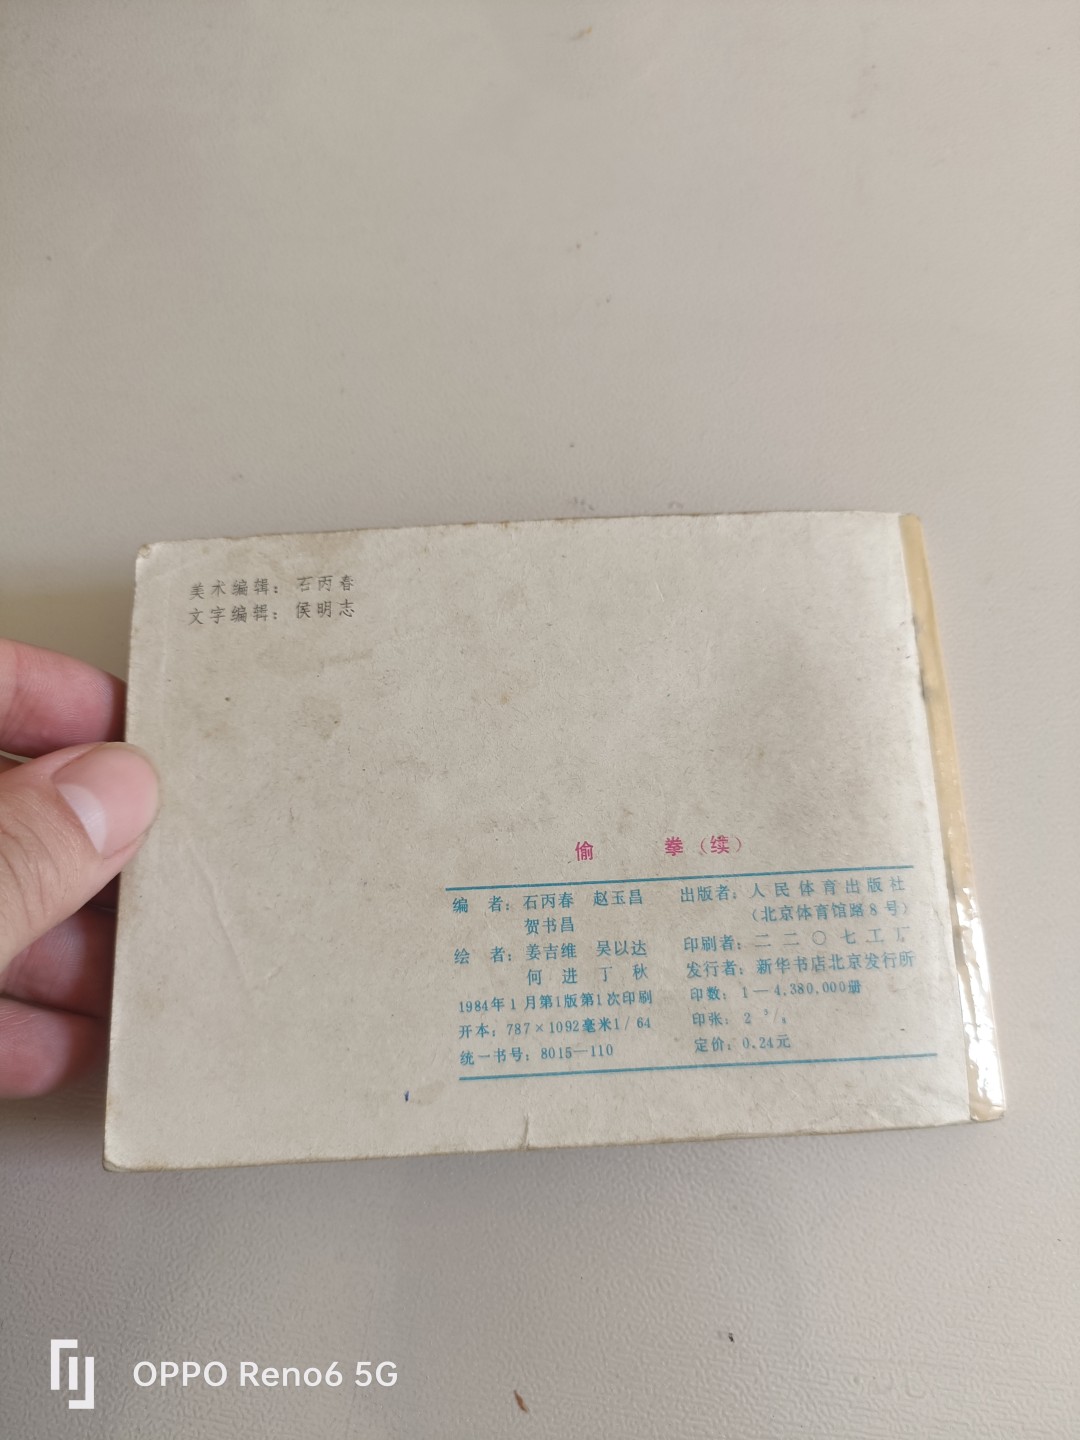 美术编辑：石丙春
文字编辑：侯明志
偷 拳（续）
编 者：石丙春 赵玉昌
贺书昌
绘 者：姜吉维 吴以达
何 进 丁 秋
1984年1月第1版第1次印刷
开本：787×1092毫米1/64
统一书号：8015—110
出版者：人民体育出版社
（北京体育馆路8号）
印刷者：二二〇七工厂
发行者：新华书店北京发行所
印数：1—4,380,000册
印张：2
定价：0.24元
OPPO Reno6 5G